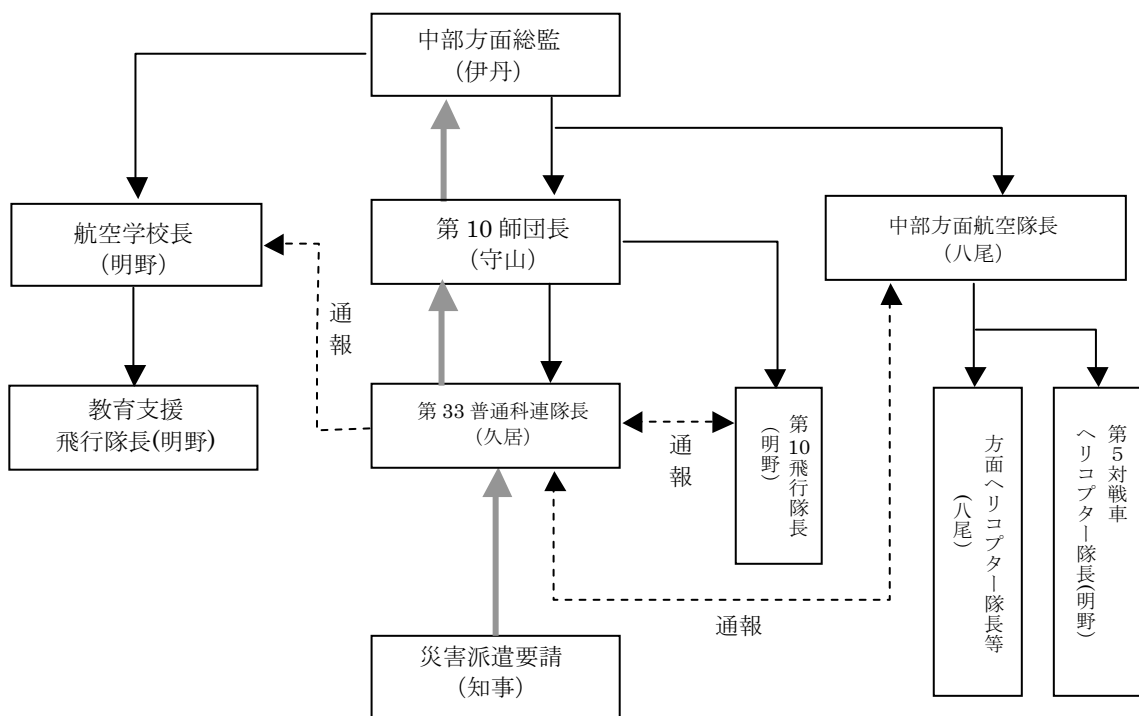 中部方面総監
(伊丹)
航空学校長
(明野)
第 10 師団長
(守山)
中部方面航空隊長
(八尾)
通
報
教育支援
飛行隊長(明野)
第 33 普通科連隊長
(久居)
通
報
第10飛行隊長
(明野)
方面ヘリコプター隊長等
(八尾)
第5対戦車
ヘリコプター隊長(明野)
通報
災害派遣要請
(知事)